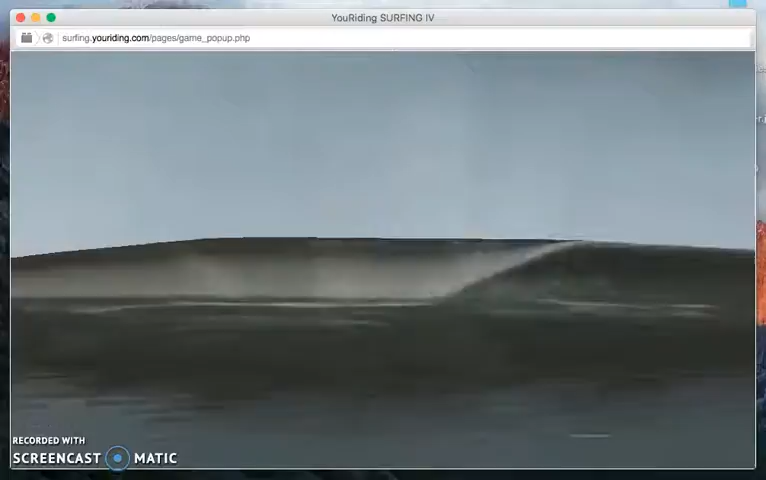 YouRiding SURFING IV
surfing.youriding.com/pages/game_popup.php
RECORDED WITH
SCREENCAST MATIC